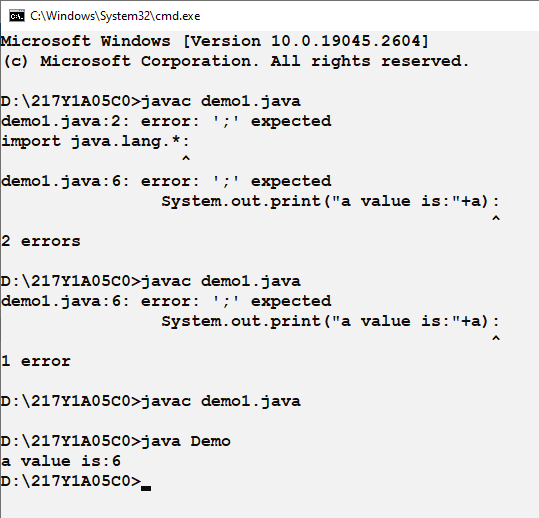 C:\Windows\System32\cmd.exe
Microsoft Windows [Version 10.0.19045.2604]
(c) Microsoft Corporation. All rights reserved.
D:\217Y1A05C0>javac demo1.java
demo1.java:2: error: ';' expected
import java.lang.*:
^
demo1.java:6: error: ';' expected
System.out.print("a value is:"+a):
^
2 errors
D:\217Y1A05C0>javac demo1.java
demo1.java:6: error: ';' expected
System.out.print("a value is:"+a):
^
1 error
D:\217Y1A05C0>javac demo1.java
D:\217Y1A05C0>java Demo
a value is:6
D:\217Y1A05C0>